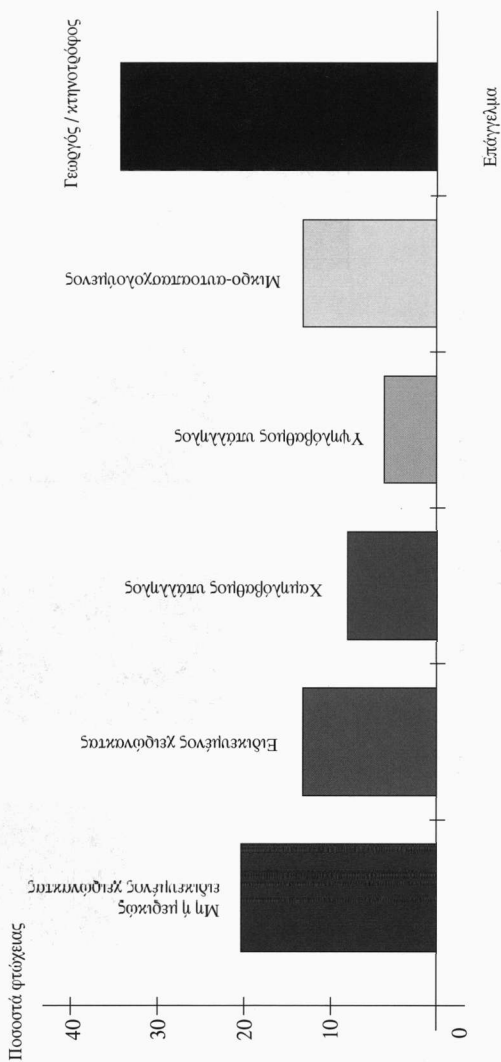 Ποσοστά φτώχειας
40
30
20
10
0
Μη ή μερικώς
ειδικευμένος χειρώνακτας
Ειδικευμένος χειρώνακτας
Χαμηλόβαθμος υπάλληλος
Υψηλόβαθμος υπάλληλος
Μικρο-αυτοαπασχολούμενος
Γεωργός / κτηνοτρόφος
Επάγγελμα